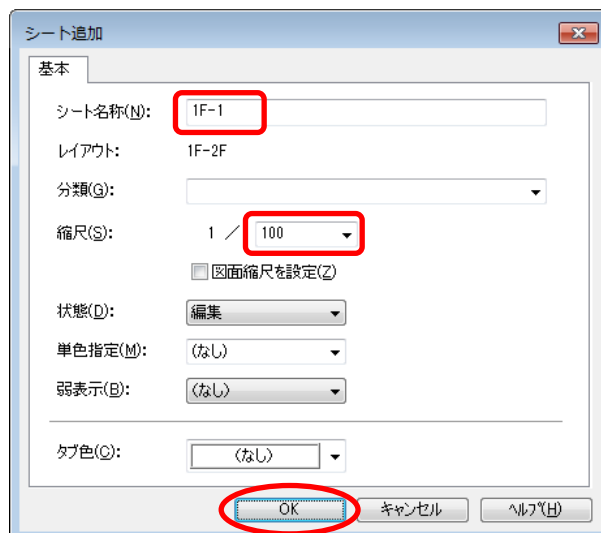 シート追加
基本
シート名称(N): 1F-1
レイアウト: 1F-2F
分類(G):
縮尺(S): 1 ／ 100
図面縮尺を設定(Z)
状態(D): 編集
単色指定(M): (なし)
弱表示(B): (なし)
タブ色(C): (なし)
OK キャンセル ヘルプ(H)